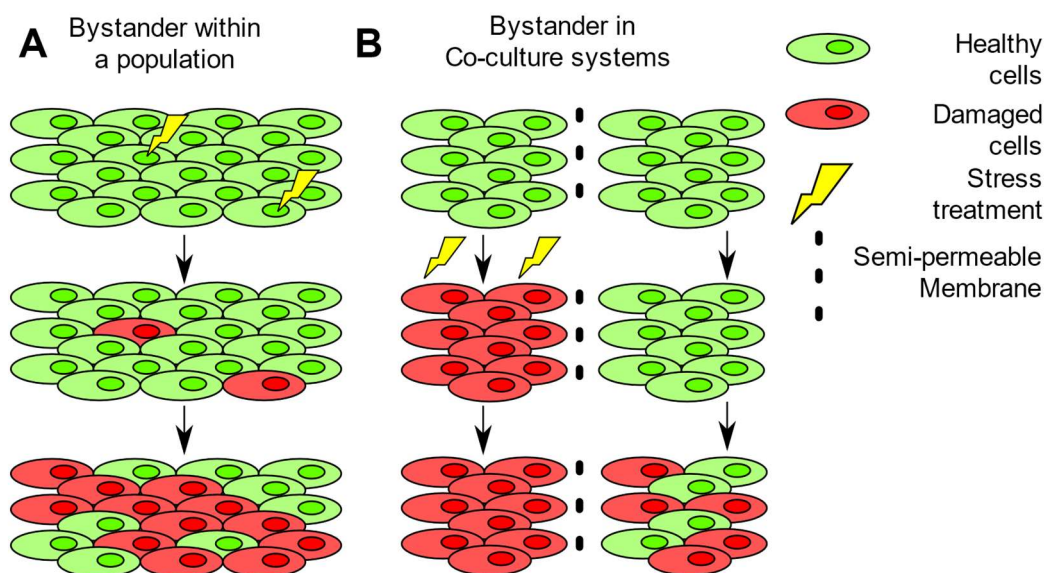 A
Bystander within
a population
B
Bystander in
Co-culture systems
Healthy
cells
Damaged
cells
Stress
treatment
Semi-permeable
Membrane